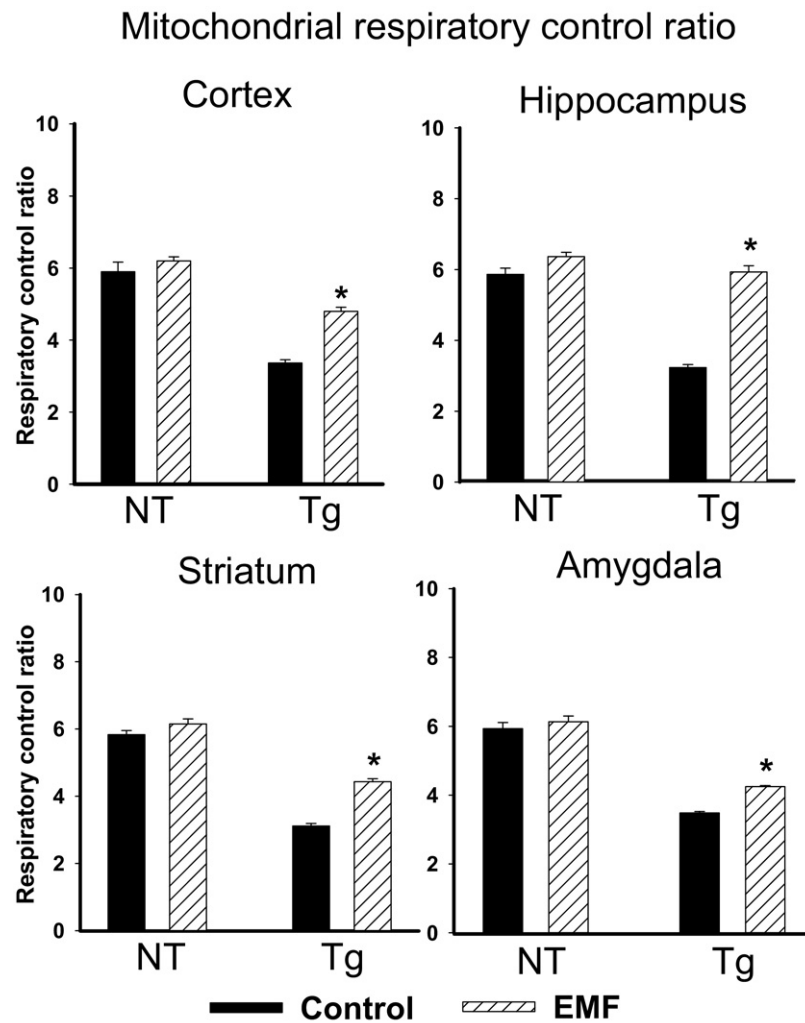 Mitochondrial respiratory control ratio
Cortex
Hippocampus
Respiratory control ratio
10
8
6
4
2
0
*
NT
Tg
10
8
6
4
2
0
*
NT
Tg
Striatum
Amygdala
Respiratory control ratio
10
8
6
4
2
0
*
NT
Tg
10
8
6
4
2
0
*
NT
Tg
Control
EMF